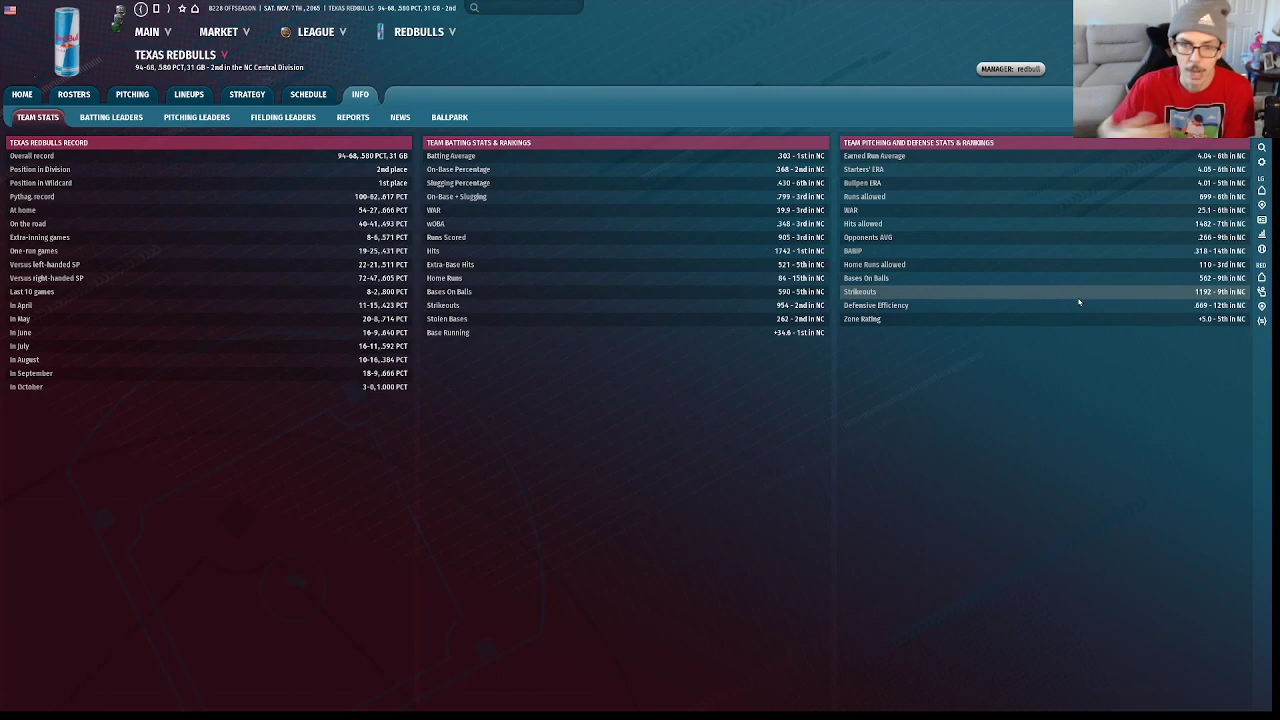 B228 OFFSEASON | SAT. NOV. 7TH, 2065 | TEXAS REDBULLS 94-68, .580 PCT, 31 GB - 2nd
MAIN MARKET LEAGUE REDBULLS
TEXAS REDBULLS
94-68, .580 PCT, 31 GB - 2nd in the NC Central Division
MANAGER: redbull
HOME ROSTERS PITCHING LINEUPS STRATEGY SCHEDULE INFO
TEAM STATS BATTING LEADERS PITCHING LEADERS FIELDING LEADERS REPORTS NEWS BALLPARK
TEXAS REDBULLS RECORD
Overall record 94-68, .580 PCT, 31 GB
Position in Division 2nd place
Position in Wildcard 1st place
Pythag. record 100-62, .617 PCT
At home 54-27, .666 PCT
On the road 40-41, .493 PCT
Extra-inning games 8-6, .571 PCT
One-run games 19-25, .431 PCT
Versus left-handed SP 22-21, .511 PCT
Versus right-handed SP 72-47, .605 PCT
Last 10 games 8-2, .800 PCT
In April 11-15, .423 PCT
In May 20-8, .714 PCT
In June 16-9, .640 PCT
In July 16-11, .592 PCT
In August 10-16, .384 PCT
In September 18-9, .666 PCT
In October 3-0, 1.000 PCT
TEAM BATTING STATS & RANKINGS
Batting Average .303 - 1st in NC
On-Base Percentage .368 - 2nd in NC
Slugging Percentage .430 - 6th in NC
On-Base + Slugging .799 - 3rd in NC
WAR 39.9 - 3rd in NC
wOBA .348 - 3rd in NC
Runs Scored 905 - 3rd in NC
Hits 1742 - 1st in NC
Extra-Base Hits 521 - 5th in NC
Home Runs 84 - 15th in NC
Bases On Balls 590 - 5th in NC
Strikeouts 954 - 2nd in NC
Stolen Bases 262 - 2nd in NC
Base Running +34.6 - 1st in NC
TEAM PITCHING AND DEFENSE STATS & RANKINGS
Earned Run Average 4.04 - 6th in NC
Starters' ERA 4.05 - 6th in NC
Bullpen ERA 4.01 - 5th in NC
Runs allowed 699 - 6th in NC
WAR 25.1 - 6th in NC
Hits allowed 1482 - 7th in NC
Opponents AVG .266 - 9th in NC
BABIP .318 - 14th in NC
Home Runs allowed 110 - 3rd in NC
Bases On Balls 562 - 9th in NC
Strikeouts 1192 - 9th in NC
Defensive Efficiency .669 - 12th in NC
Zone Rating +5.0 - 5th in NC
LG
RED